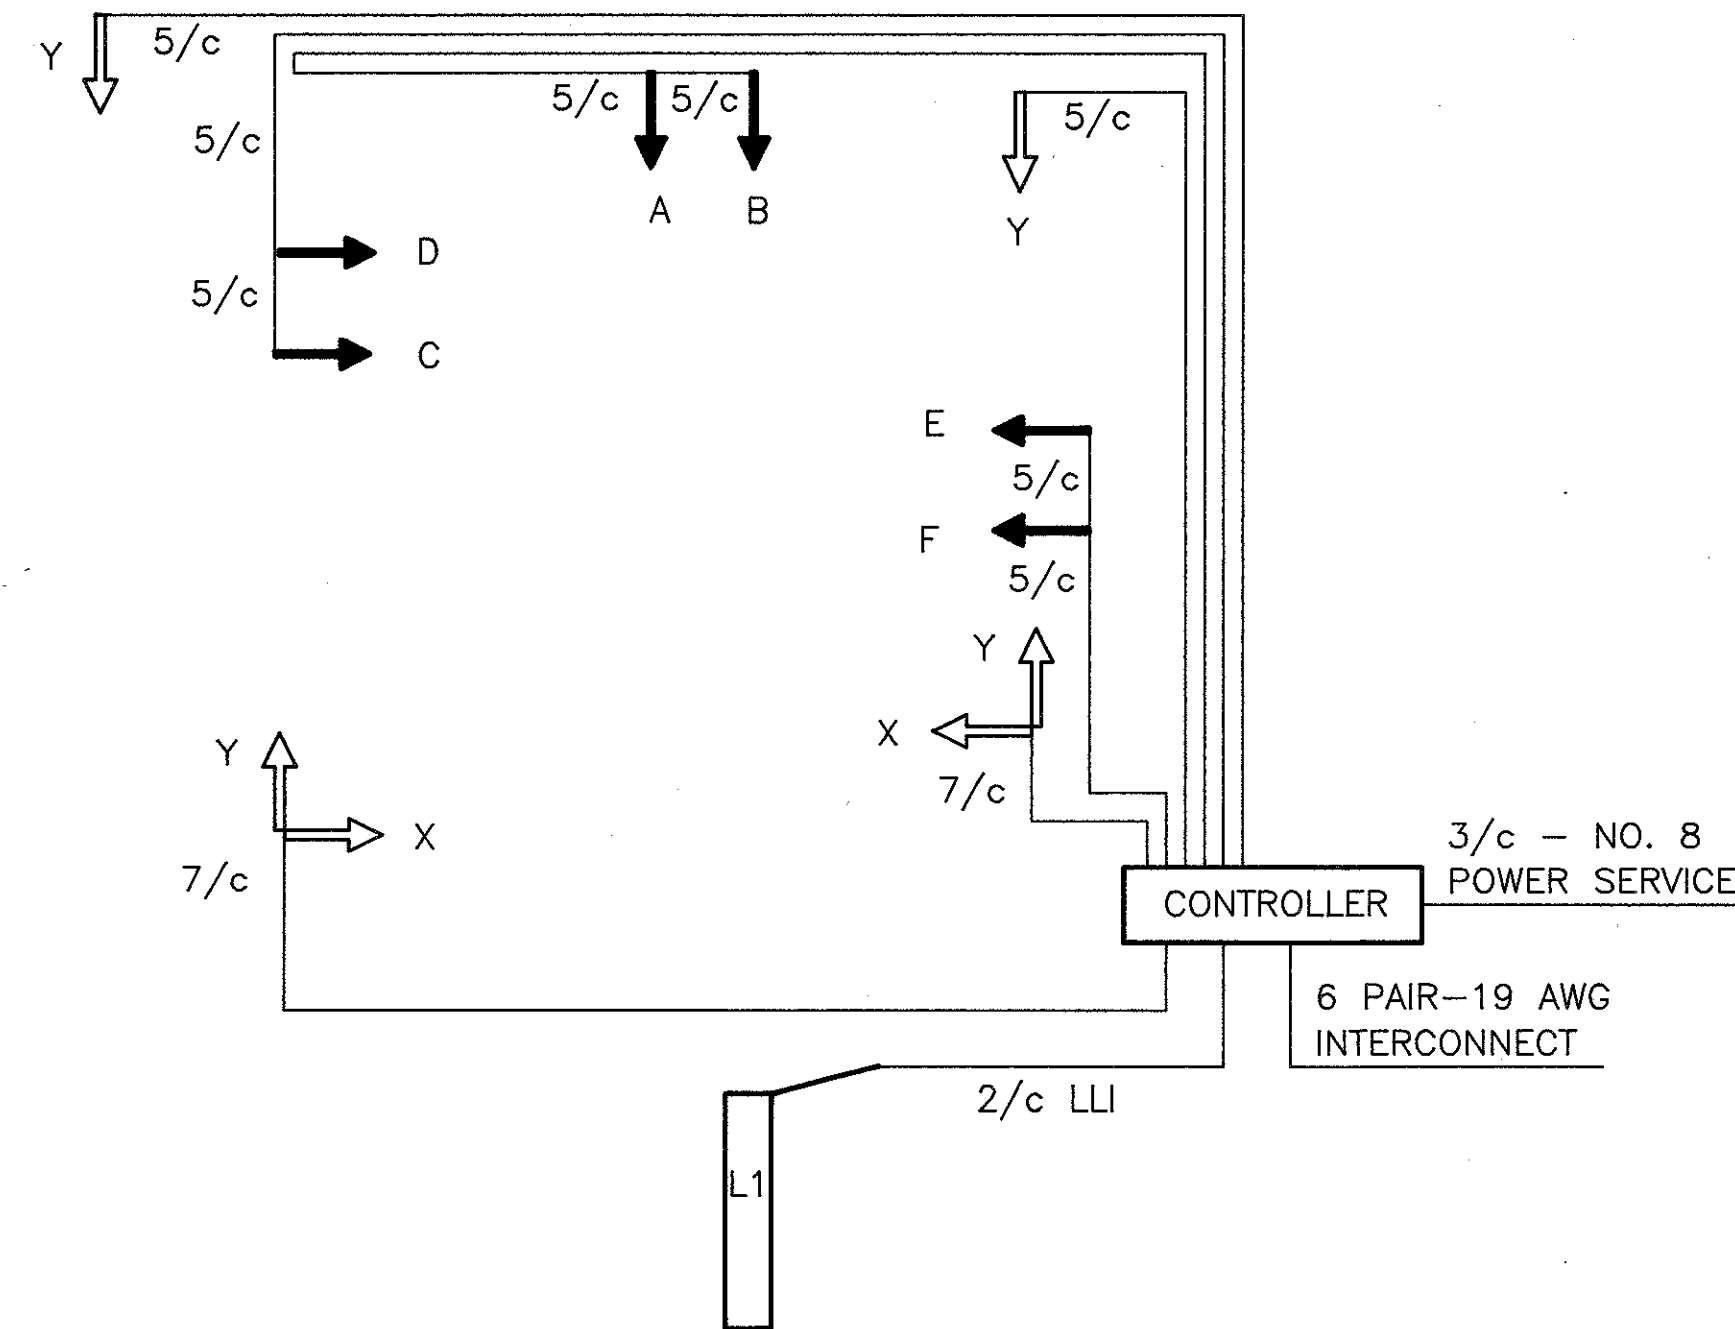 Y
5/c
5/c
5/c
5/c
5/c
A
B
Y
D
5/c
C
E
5/c
F
5/c
Y
X
7/c
Y
X
7/c
3/c - NO. 8
POWER SERVICE
CONTROLLER
6 PAIR-19 AWG
INTERCONNECT
2/c LLI
L1